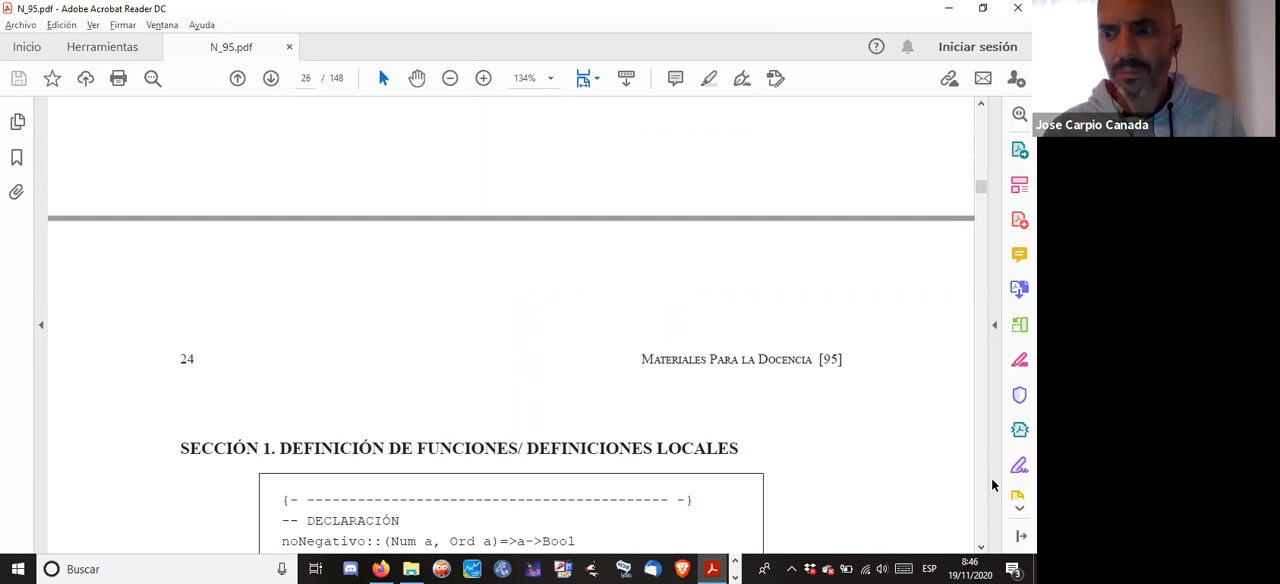 N_95.pdf - Adobe Acrobat Reader DC
Archivo Edición Ver Firmar Ventana Ayuda
Inicio Herramientas N_95.pdf × Iniciar sesión
26 / 148 134%
Jose Carpio Canada
24 MATERIALES PARA LA DOCENCIA [95]
SECCIÓN 1. DEFINICIÓN DE FUNCIONES/ DEFINICIONES LOCALES
{- ------------------------------------------- -}
-- DECLARACIÓN
noNegativo::(Num a, Ord a)=>a->Bool
Buscar
ESP
8:46
19/11/2020
3